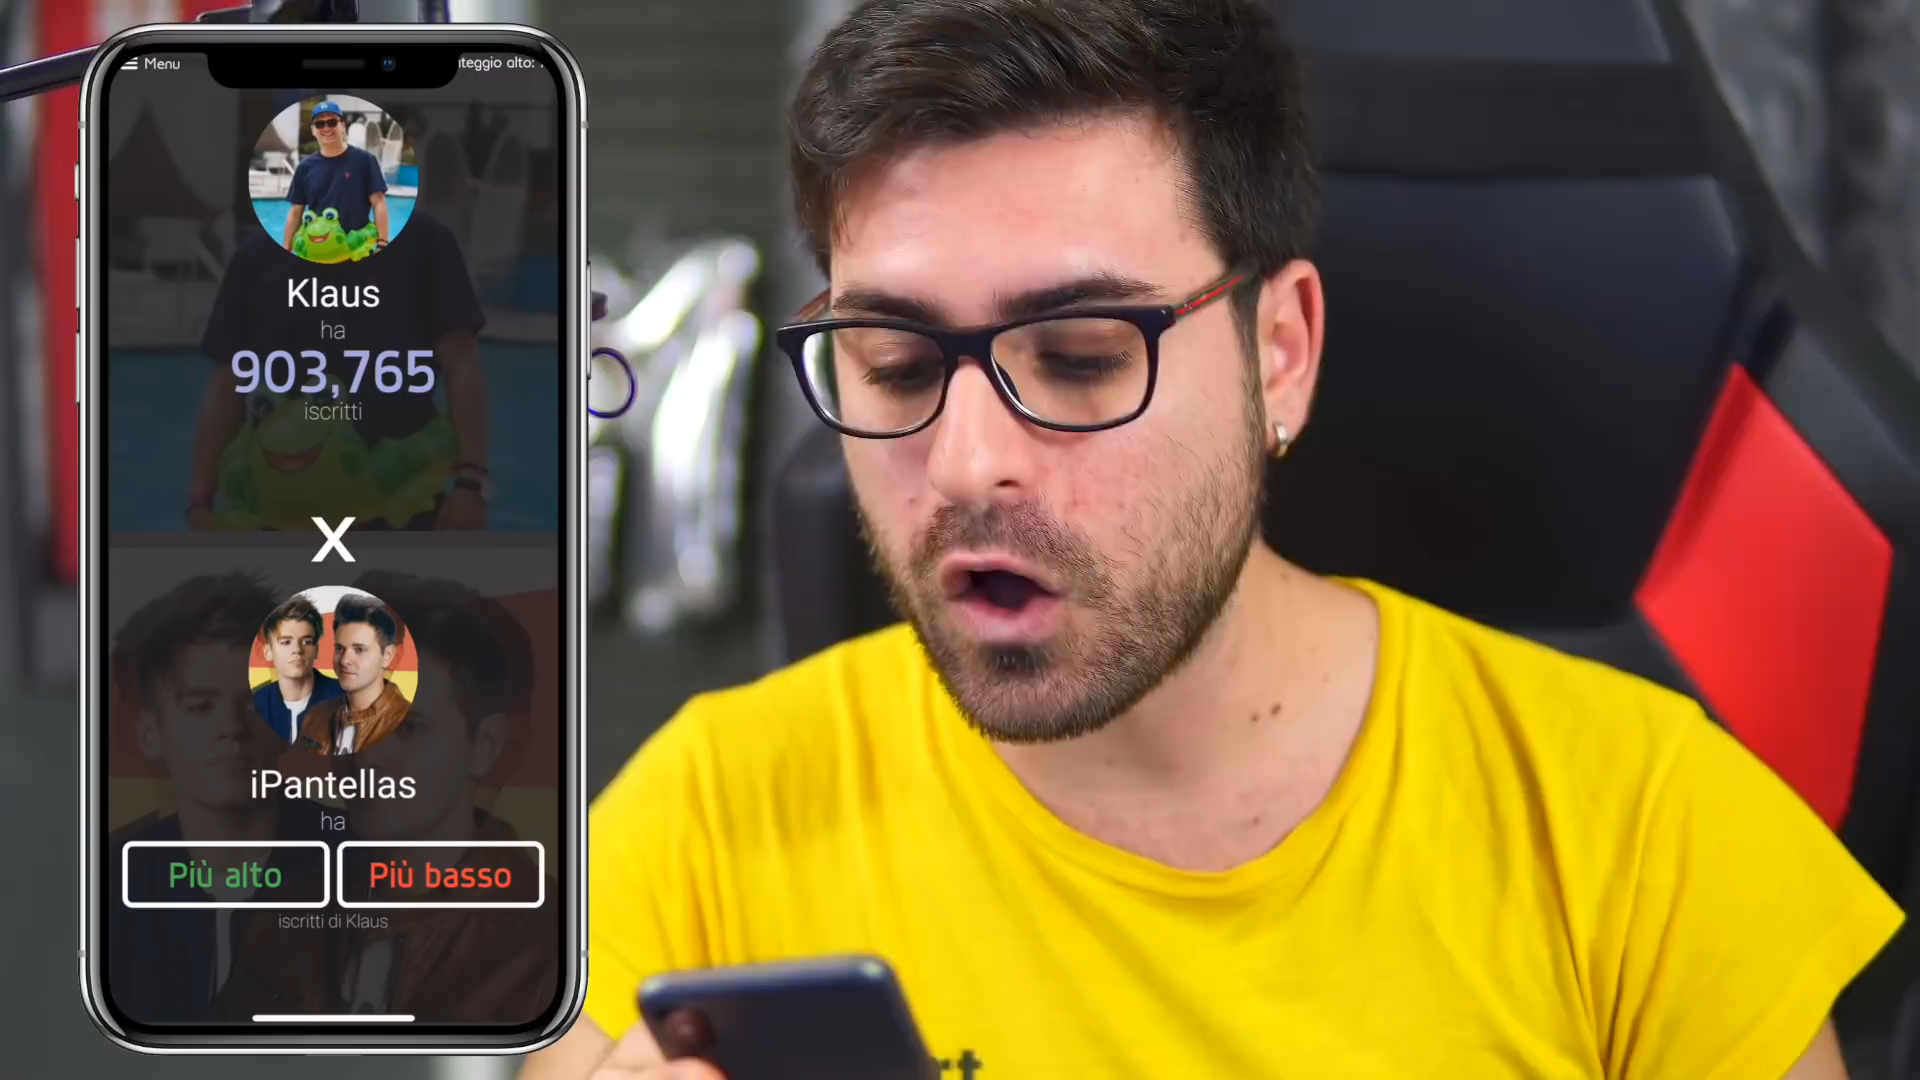 Menu
teggio alto:
Klaus
ha
903,765
iscritti
X
iPantellas
ha
Più alto
Più basso
iscritti di Klaus